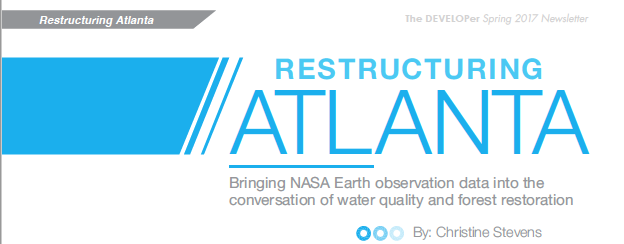 Restructuring Atlanta
The DEVELOPer Spring 2017 Newsletter
RESTRUCTURING
ATLANTA
Bringing NASA Earth observation data into the
conversation of water quality and forest restoration
By: Christine Stevens